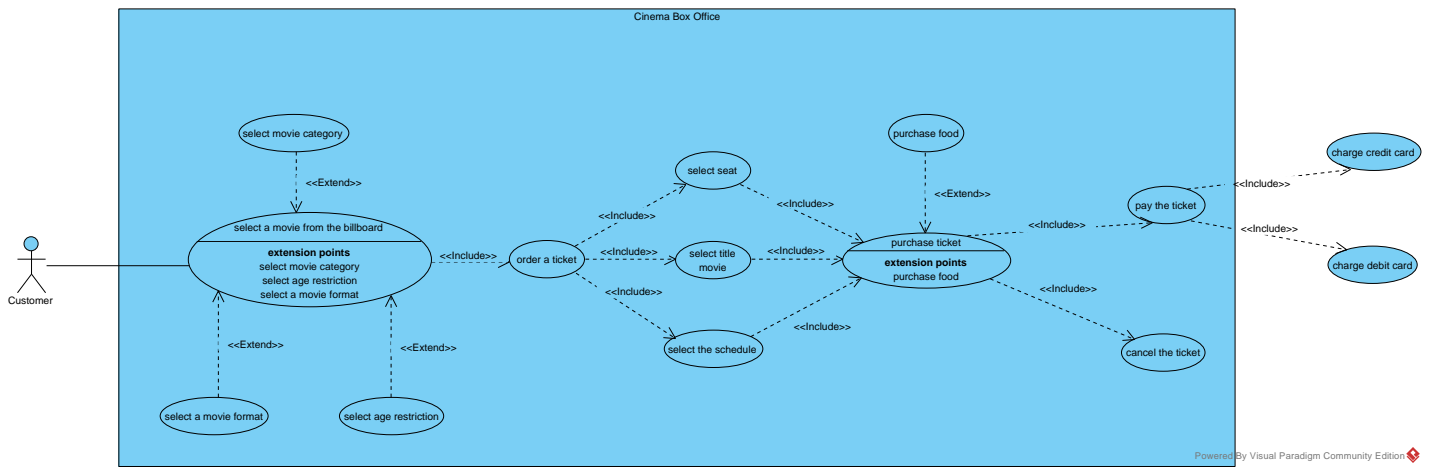 Cinema Box Office
select movie category
<<Extend>>
select a movie from the billboard
extension points
select movie category
select age restriction
select a movie format
Customer
<<Extend>>
<<Extend>>
select a movie format
select age restriction
<<Include>>
order a ticket
<<Include>>
<<Include>>
<<Include>>
select seat
select title
movie
select the schedule
<<Include>>
<<Include>>
<<Include>>
purchase food
<<Extend>>
purchase ticket
extension points
purchase food
<<Include>>
<<Include>>
pay the ticket
cancel the ticket
<<Include>>
<<Include>>
charge credit card
charge debit card
Powered By Visual Paradigm Community Edition